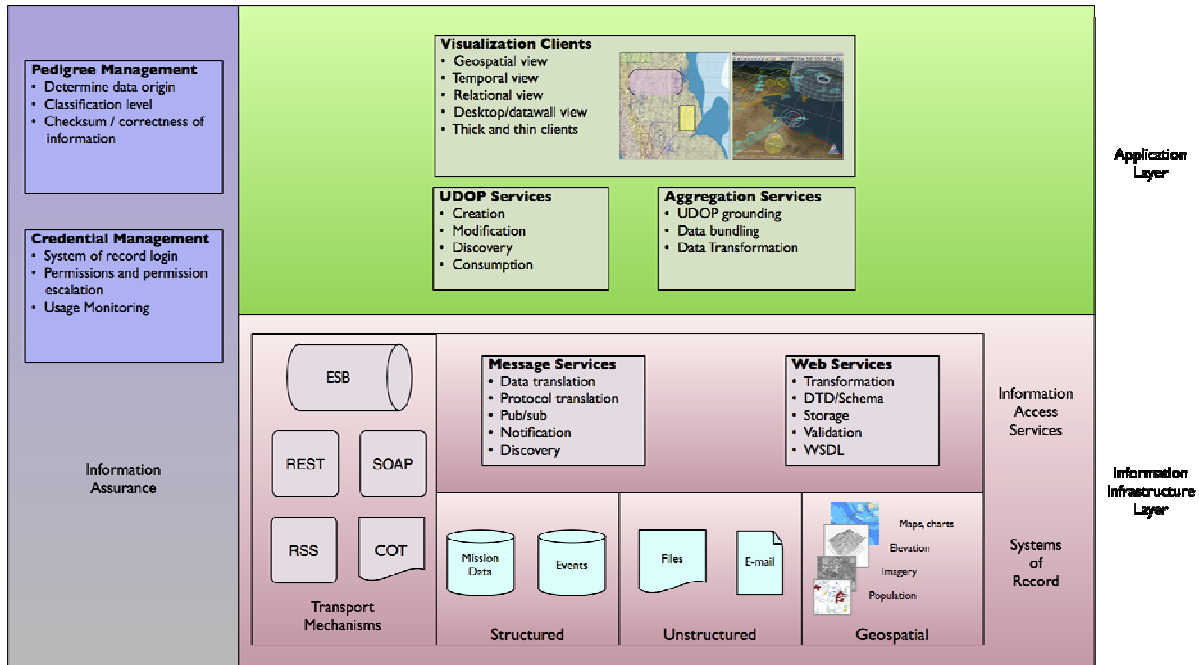 Pedigree Management
• Determine data origin
• Classification level
• Checksum / correctness of
information
Credential Management
• System of record login
• Permissions and permission
escalation
• Usage Monitoring
Information
Assurance
Visualization Clients
• Geospatial view
• Temporal view
• Relational view
• Desktop/datawall view
• Thick and thin clients
UDOP Services
• Creation
• Modification
• Discovery
• Consumption
Aggregation Services
• UDOP grounding
• Data bundling
• Data Transformation
Application
Layer
ESB
REST
SOAP
RSS
COT
Transport
Mechanisms
Message Services
• Data translation
• Protocol translation
• Pub/sub
• Notification
• Discovery
Web Services
• Transformation
• DTD/Schema
• Storage
• Validation
• WSDL
Information
Access
Services
Mission
Data
Events
Structured
Files
E-mail
Unstructured
Maps, charts
Elevation
Imagery
Population
Geospatial
Systems
of
Record
Information
Infrastructure
Layer